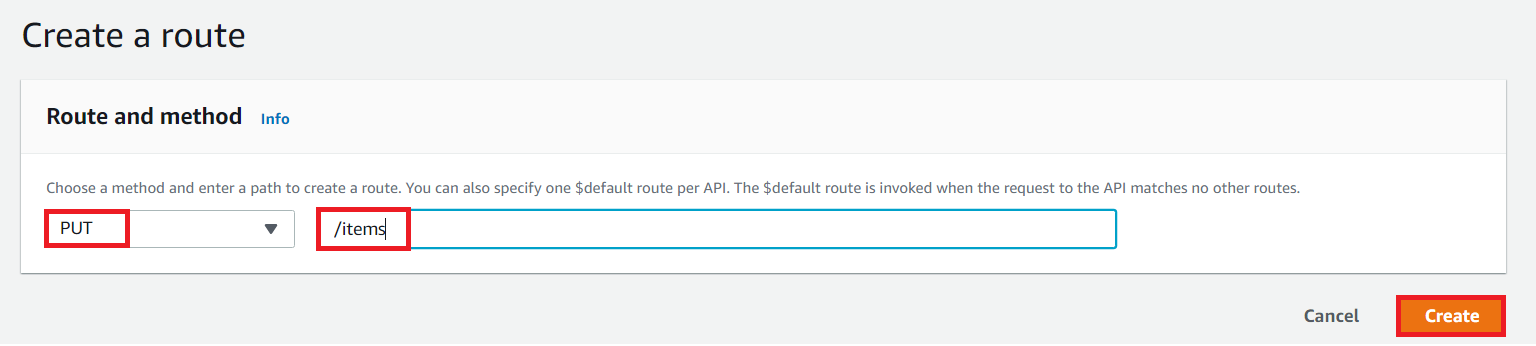 Create a route
Route and method Info
Choose a method and enter a path to create a route. You can also specify one $default route per API. The $default route is invoked when the request to the API matches no other routes.
PUT /items
Cancel Create